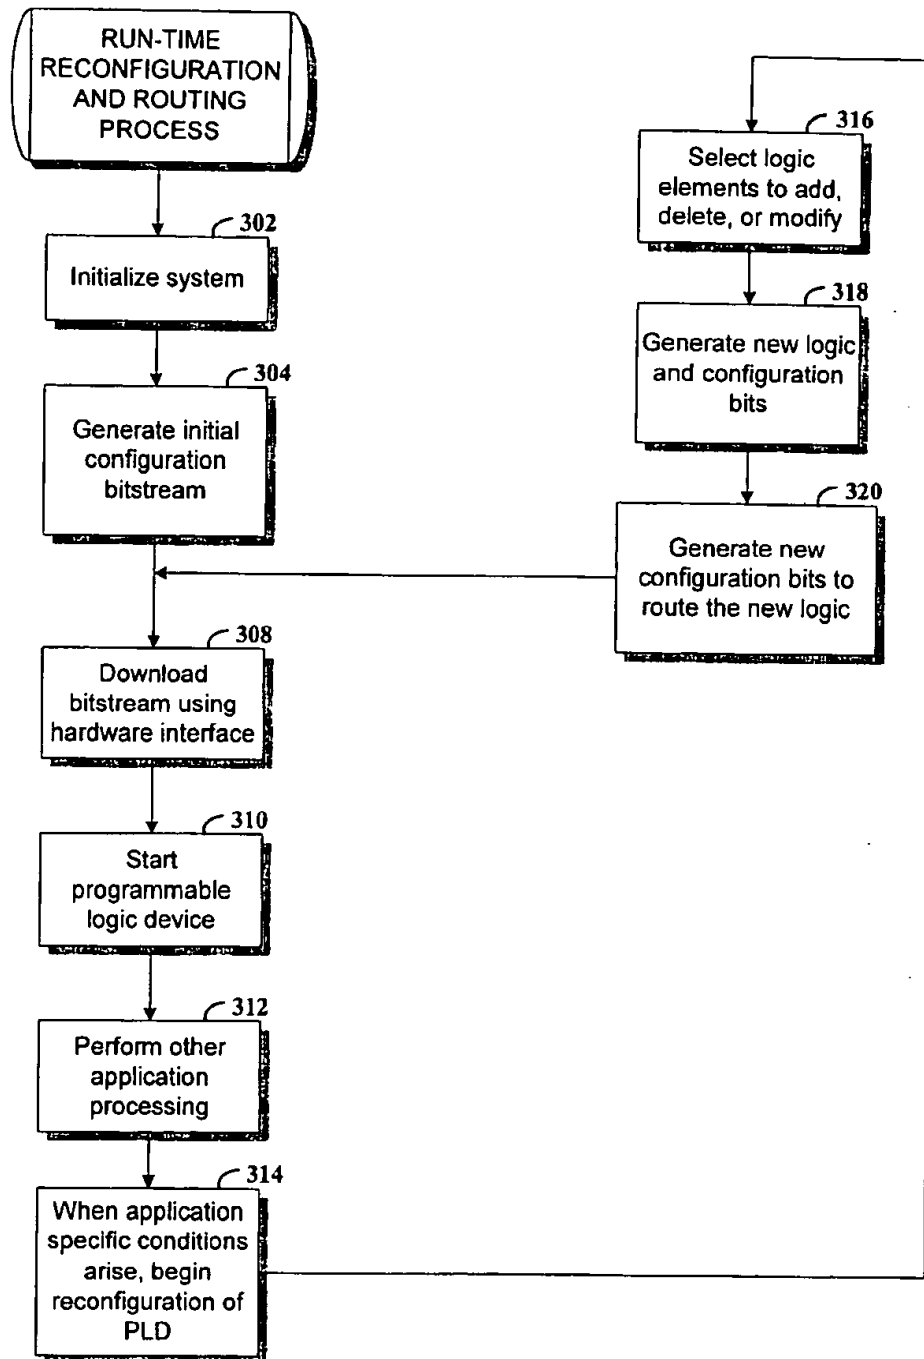 RUN-TIME
RECONFIGURATION
AND ROUTING
PROCESS
302
Initialize system
304
Generate initial
configuration
bitstream
308
Download
bitstream using
hardware interface
310
Start
programmable
logic device
312
Perform other
application
processing
314
When application
specific conditions
arise, begin
reconfiguration of
PLD
316
Select logic
elements to add,
delete, or modify
318
Generate new logic
and configuration
bits
320
Generate new
configuration bits to
route the new logic